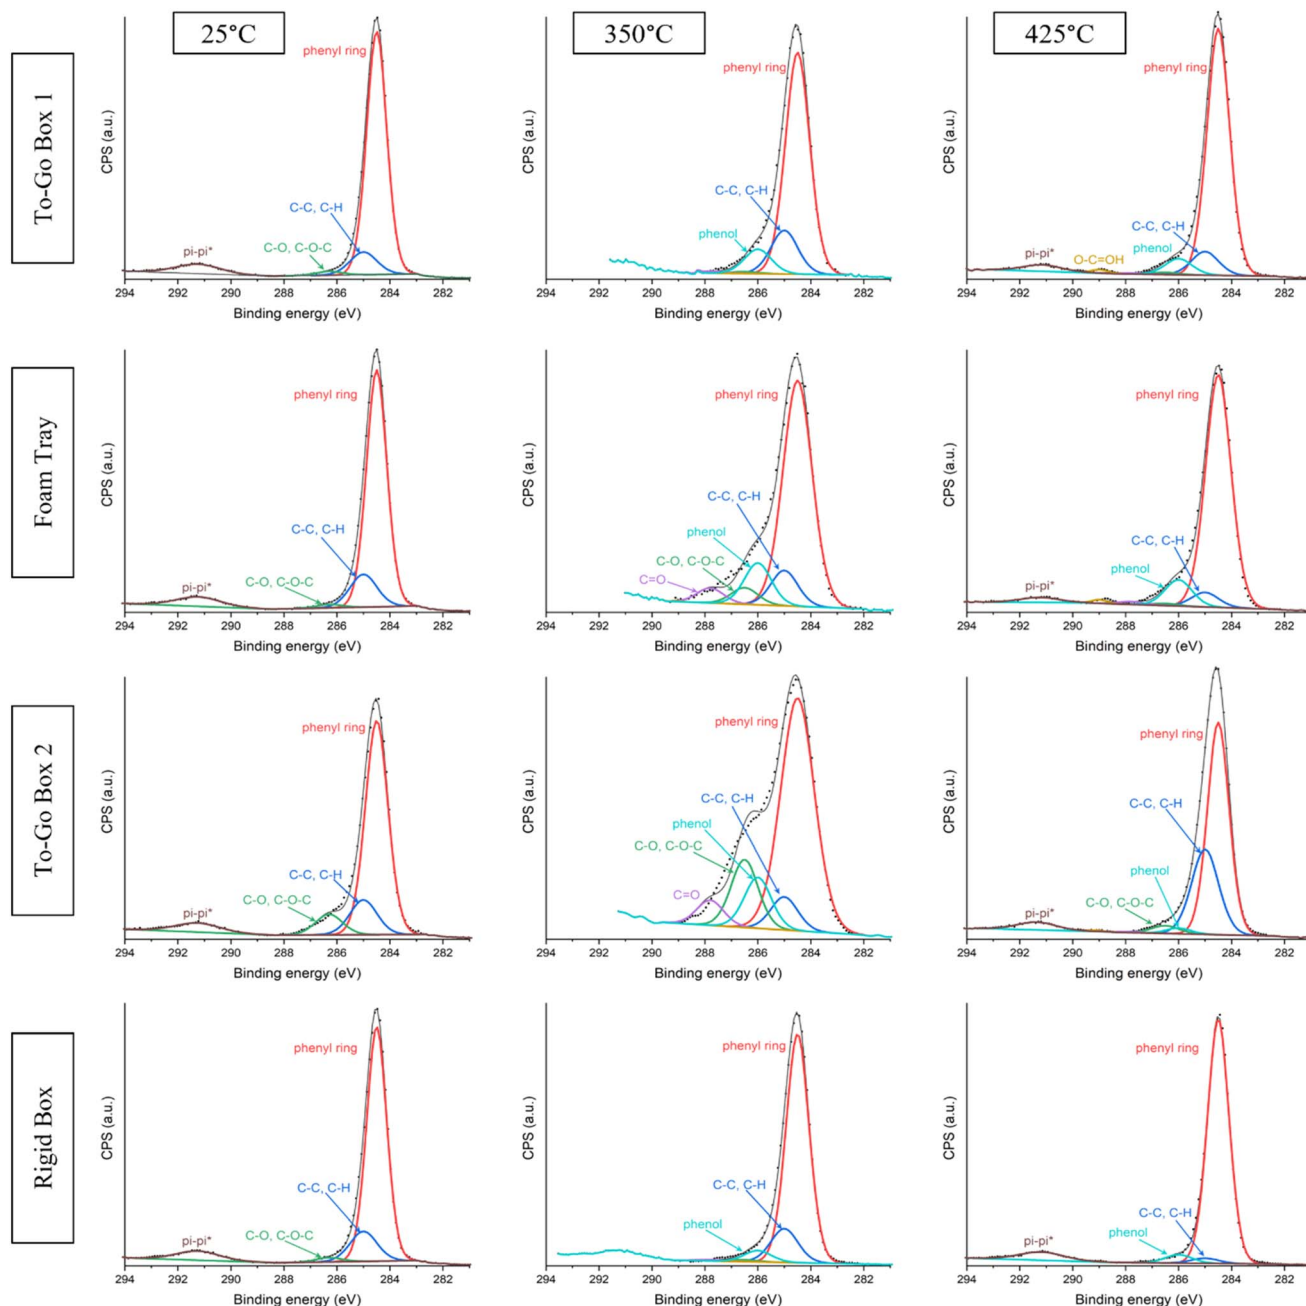 25°C
350°C
425°C
To-Go Box 1
CPS (a.u.)
phenyl ring
C-C, C-H
C-O, C-O-C
pi-pi*
294 292 290 288 286 284 282
Binding energy (eV)
CPS (a.u.)
phenyl ring
C-C, C-H
phenol
294 292 290 288 286 284 282
Binding energy (eV)
CPS (a.u.)
phenyl ring
C-C, C-H
phenol
O-C=OH
pi-pi*
294 292 290 288 286 284 282
Binding energy (eV)
Foam Tray
CPS (a.u.)
phenyl ring
C-C, C-H
C-O, C-O-C
pi-pi*
294 292 290 288 286 284 282
Binding energy (eV)
CPS (a.u.)
phenyl ring
C-C, C-H
phenol
C-O, C-O-C
C=O
294 292 290 288 286 284 282
Binding energy (eV)
CPS (a.u.)
phenyl ring
C-C, C-H
phenol
pi-pi*
294 292 290 288 286 284 282
Binding energy (eV)
To-Go Box 2
CPS (a.u.)
phenyl ring
C-C, C-H
C-O, C-O-C
pi-pi*
294 292 290 288 286 284 282
Binding energy (eV)
CPS (a.u.)
phenyl ring
C-C, C-H
phenol
C-O, C-O-C
C=O
294 292 290 288 286 284 282
Binding energy (eV)
CPS (a.u.)
phenyl ring
C-C, C-H
phenol
C-O, C-O-C
pi-pi*
294 292 290 288 286 284 282
Binding energy (eV)
Rigid Box
CPS (a.u.)
phenyl ring
C-C, C-H
C-O, C-O-C
pi-pi*
294 292 290 288 286 284 282
Binding energy (eV)
CPS (a.u.)
phenyl ring
C-C, C-H
phenol
294 292 290 288 286 284 282
Binding energy (eV)
CPS (a.u.)
phenyl ring
C-C, C-H
phenol
pi-pi*
294 292 290 288 286 284 282
Binding energy (eV)